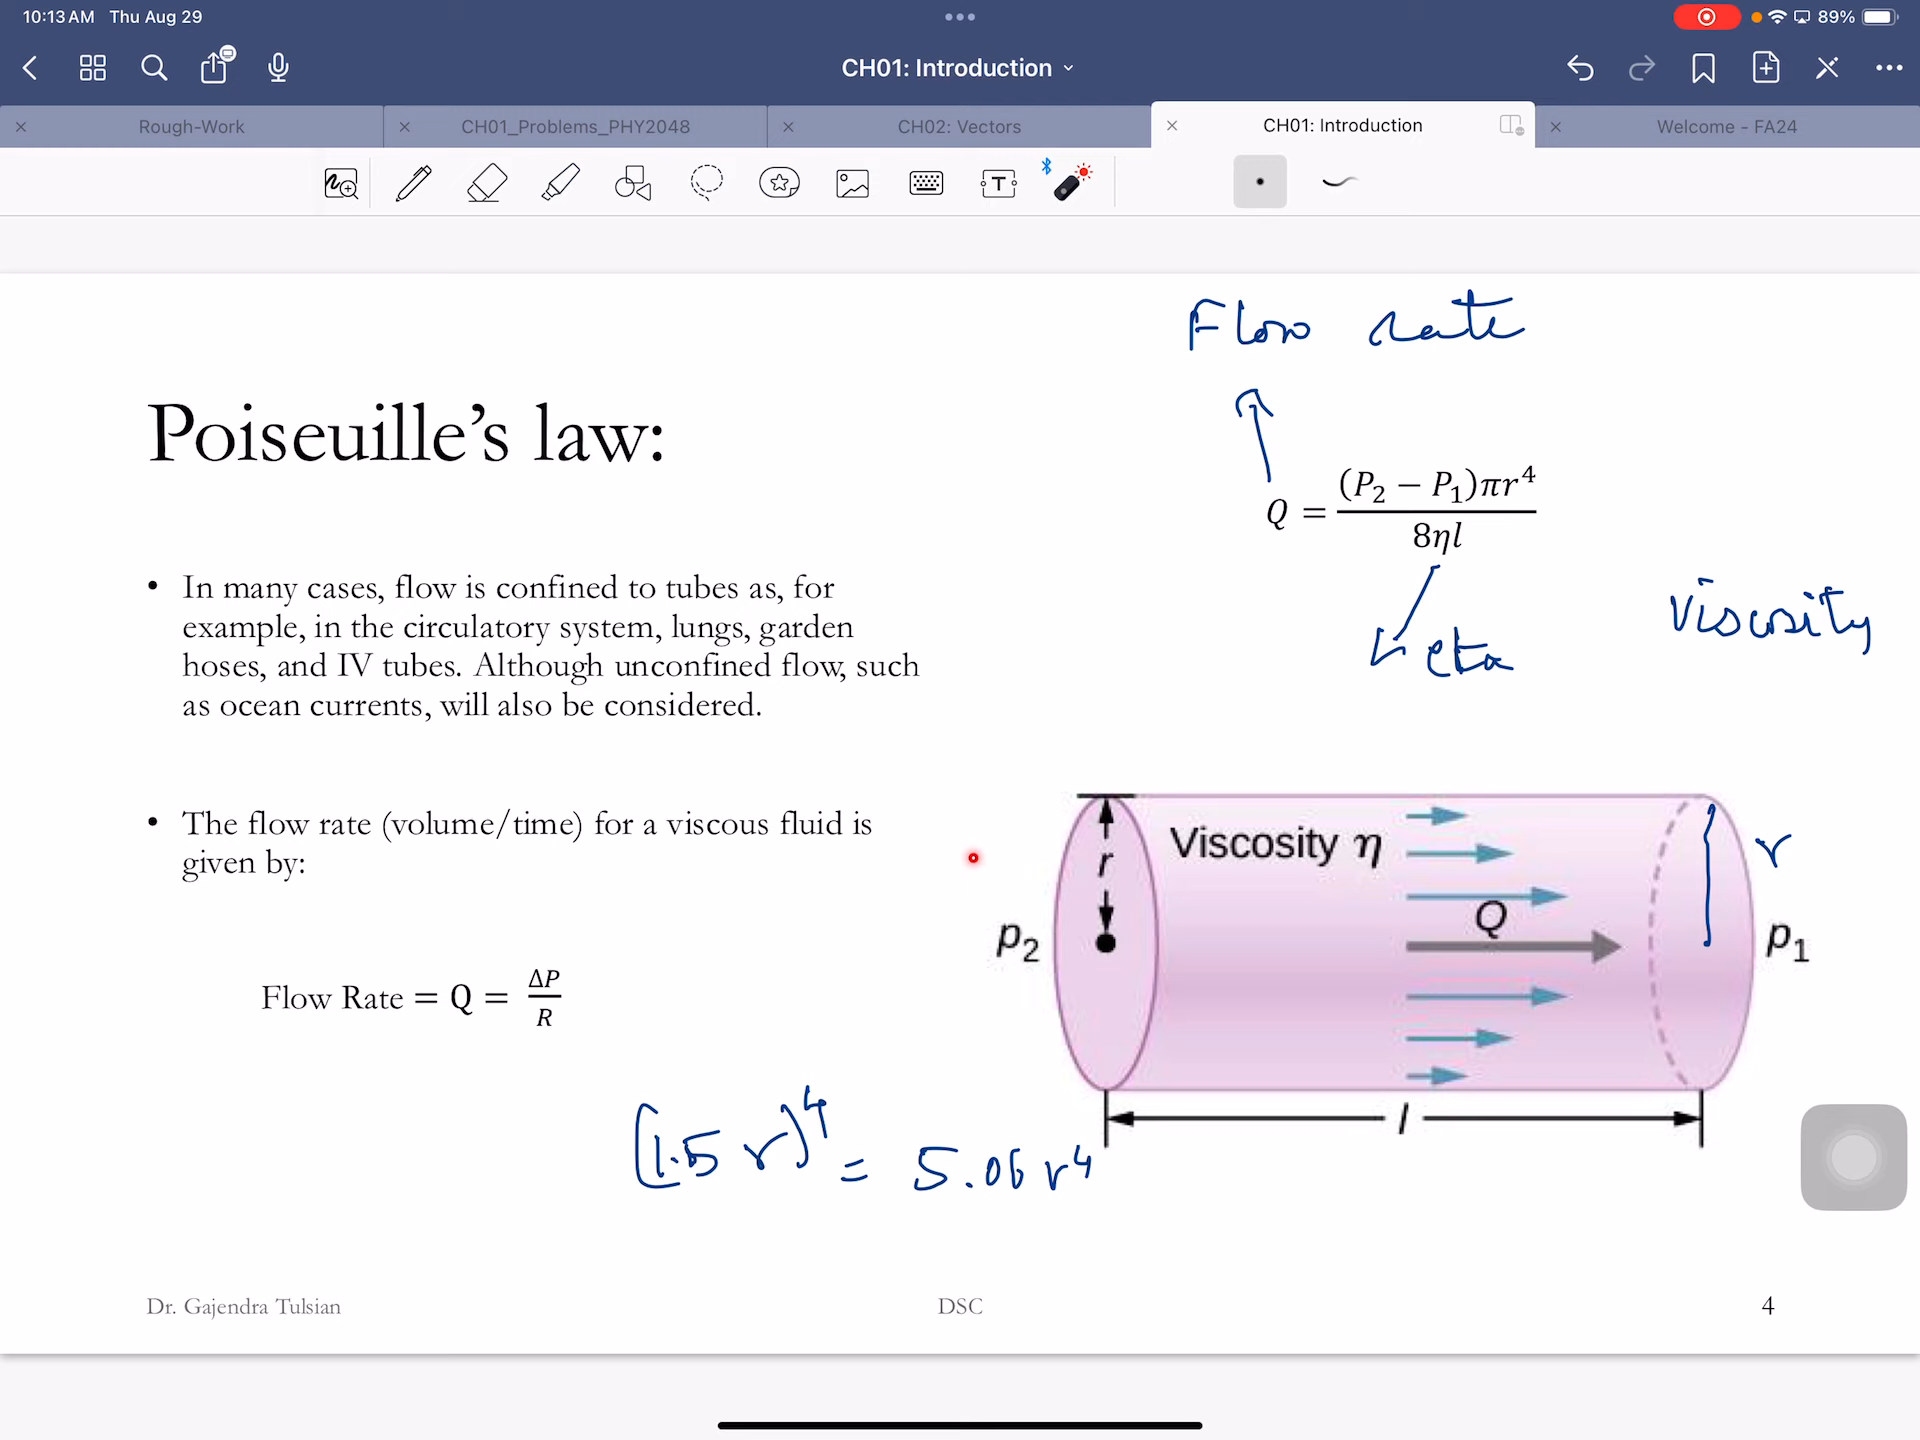 10:13 AM Thu Aug 29
89%
CH01: Introduction
Rough-Work
CH01_Problems_PHY2048
CH02: Vectors
CH01: Introduction
Welcome - FA24
T
Flow rate
Poiseuille’s law:
Q = (P₂ − P₁)πr⁴ / 8ηl
eta
viscosity
• In many cases, flow is confined to tubes as, for
example, in the circulatory system, lungs, garden
hoses, and IV tubes. Although unconfined flow, such
as ocean currents, will also be considered.
• The flow rate (volume/time) for a viscous fluid is
given by:
Flow Rate = Q = ΔP / R
Viscosity η
r
r
Q
p₂
p₁
l
(1.5 r)⁴ = 5.06 r⁴
Dr. Gajendra Tulsian
DSC
4